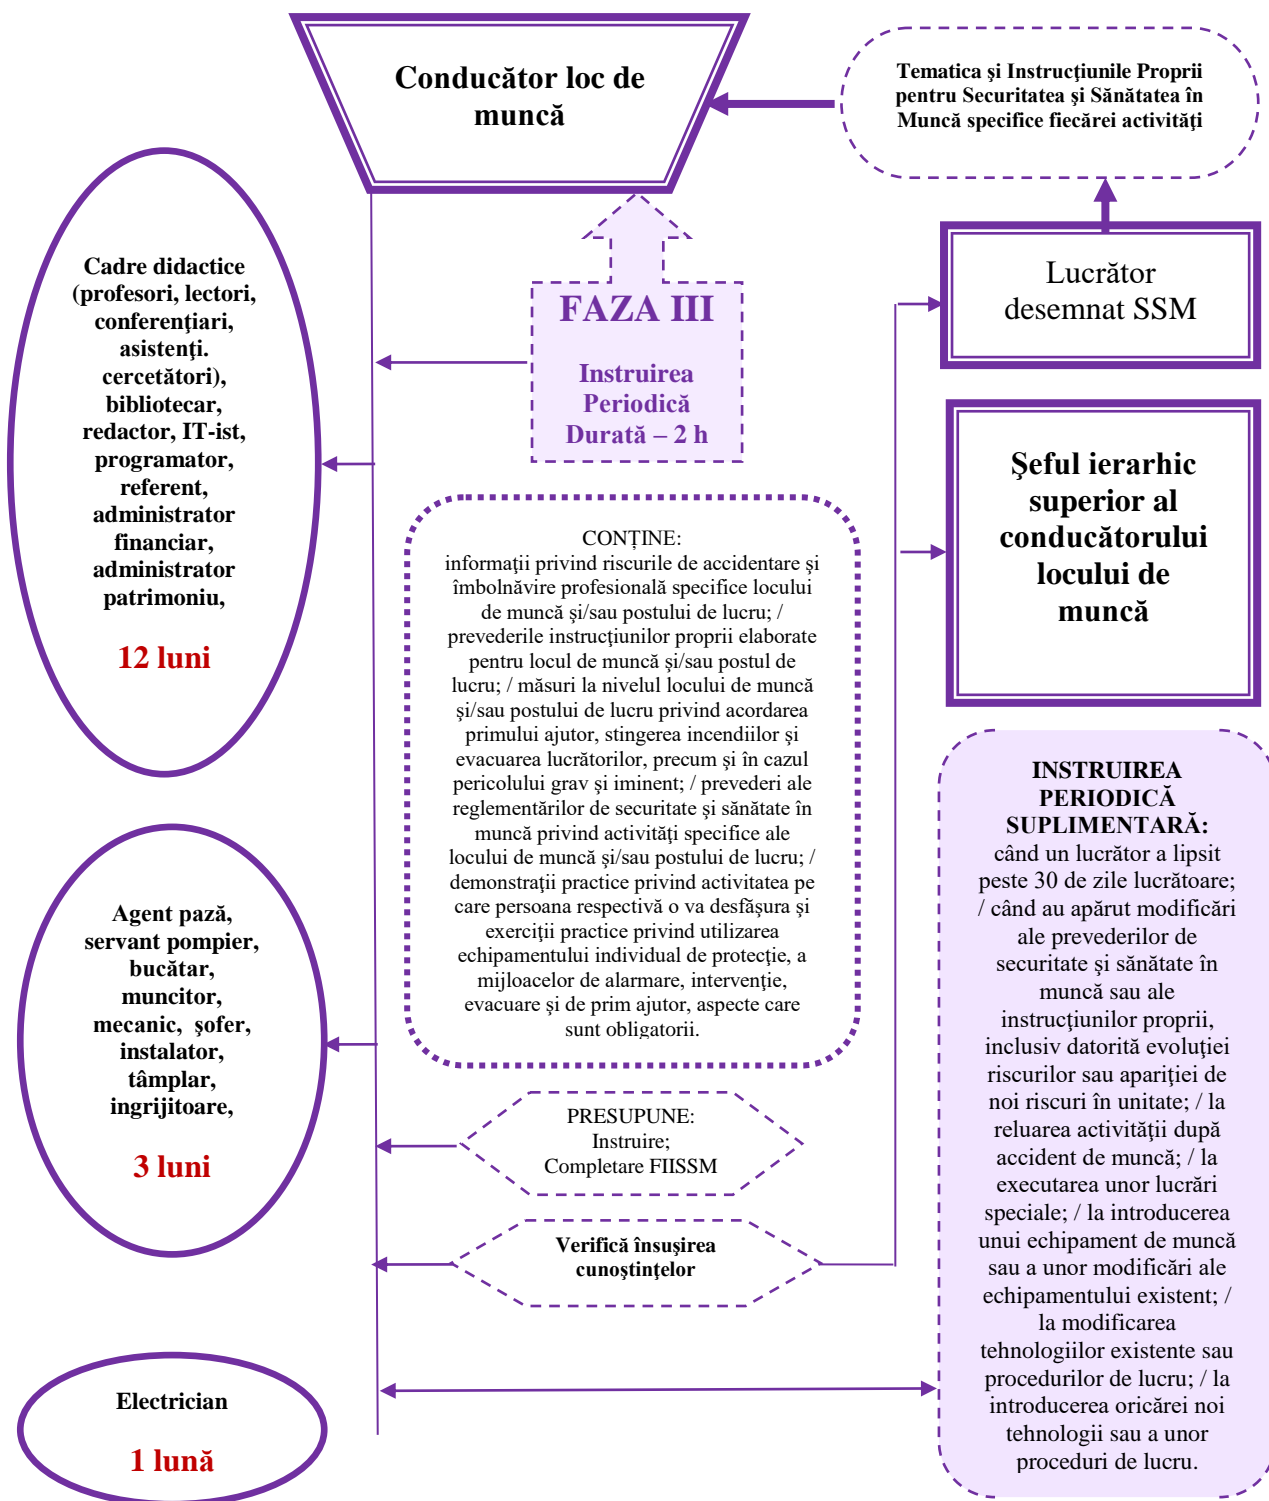 Conducător loc de
muncă
Tematica şi Instrucţiunile Proprii
pentru Securitatea şi Sănătatea în
Muncă specifice fiecărei activităţi
Cadre didactice
(profesori, lectori,
conferenţiari,
asistenţi.
cercetători),
bibliotecar,
redactor, IT-ist,
programator,
referent,
administrator
financiar,
administrator
patrimoniu,
12 luni
FAZA III
Instruirea
Periodică
Durată – 2 h
Lucrător
desemnat SSM
Şeful ierarhic
superior al
conducătorului
locului de
muncă
CONȚINE:
informaţii privind riscurile de accidentare şi
îmbolnăvire profesională specifice locului
de muncă şi/sau postului de lucru; /
prevederile instrucţiunilor proprii elaborate
pentru locul de muncă şi/sau postul de
lucru; / măsuri la nivelul locului de muncă
şi/sau postului de lucru privind acordarea
primului ajutor, stingerea incendiilor şi
evacuarea lucrătorilor, precum şi în cazul
pericolului grav şi iminent; / prevederi ale
reglementărilor de securitate şi sănătate în
muncă privind activităţi specifice ale
locului de muncă şi/sau postului de lucru; /
demonstraţii practice privind activitatea pe
care persoana respectivă o va desfăşura şi
exerciţii practice privind utilizarea
echipamentului individual de protecţie, a
mijloacelor de alarmare, intervenţie,
evacuare şi de prim ajutor, aspecte care
sunt obligatorii.
Agent pază,
servant pompier,
bucătar,
muncitor,
mecanic, şofer,
instalator,
tâmplar,
ingrijitoare,
3 luni
PRESUPUNE:
Instruire;
Completare FIISSM
Verifică însuşirea
cunoştinţelor
INSTRUIREA
PERIODICĂ
SUPLIMENTARĂ:
când un lucrător a lipsit
peste 30 de zile lucrătoare;
/ când au apărut modificări
ale prevederilor de
securitate şi sănătate în
muncă sau ale
instrucţiunilor proprii,
inclusiv datorită evoluţiei
riscurilor sau apariţiei de
noi riscuri în unitate; / la
reluarea activităţii după
accident de muncă; / la
executarea unor lucrări
speciale; / la introducerea
unui echipament de muncă
sau a unor modificări ale
echipamentului existent; /
la modificarea
tehnologiilor existente sau
procedurilor de lucru; / la
introducerea oricărei noi
tehnologii sau a unor
proceduri de lucru.
Electrician
1 lună